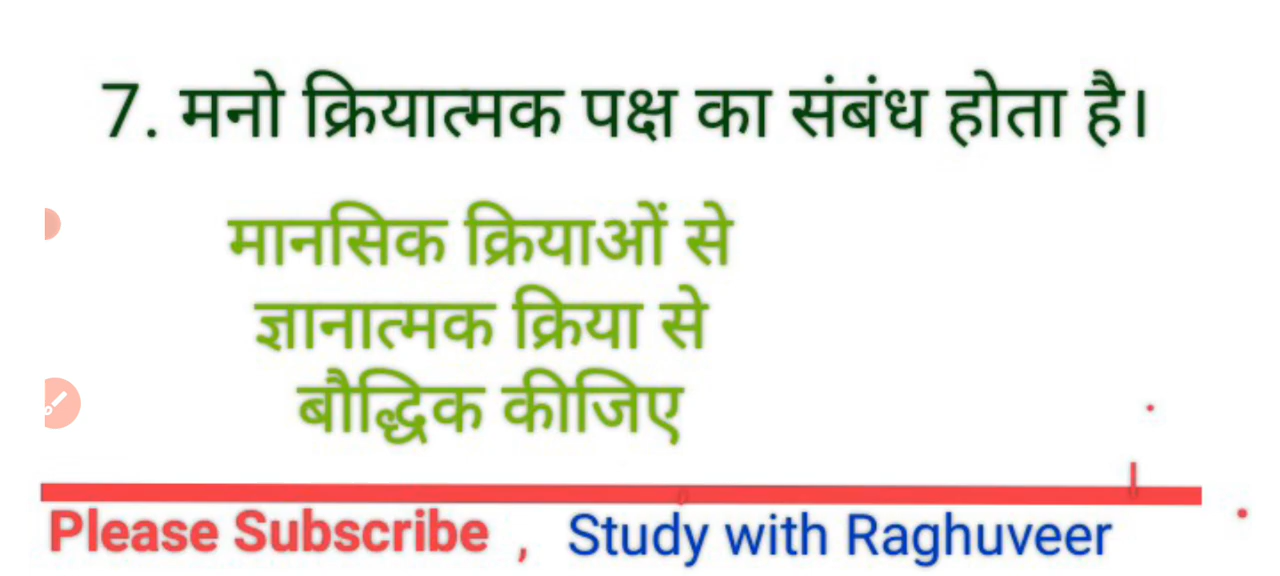 7. मनो क्रियात्मक पक्ष का संबंध होता है।
मानसिक क्रियाओं से
ज्ञानात्मक क्रिया से
बौद्धिक कीजिए
Please Subscribe , Study with Raghuveer